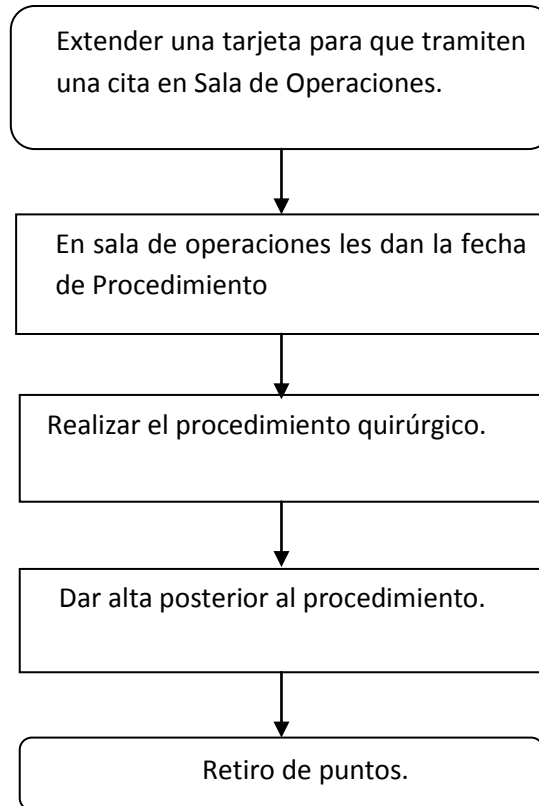 Extender una tarjeta para que tramiten
una cita en Sala de Operaciones.
En sala de operaciones les dan la fecha
de Procedimiento
Realizar el procedimiento quirúrgico.
Dar alta posterior al procedimiento.
Retiro de puntos.